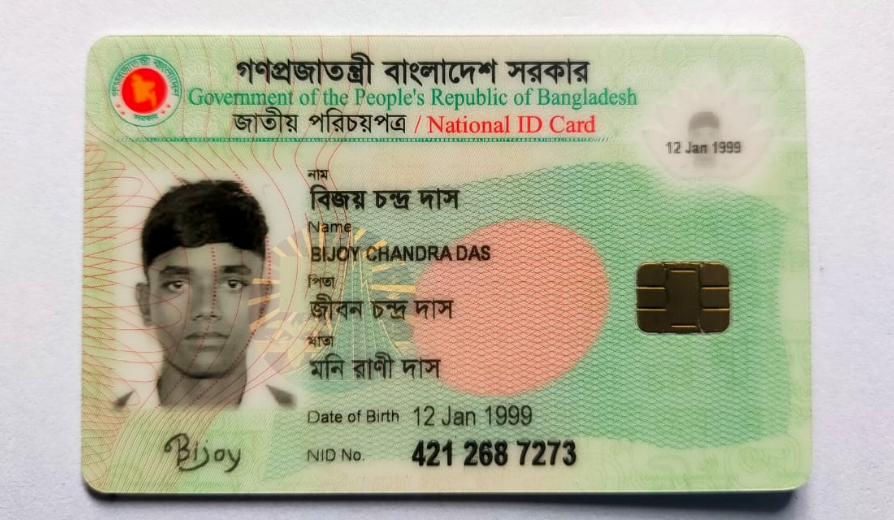 গণপ্রজাতন্ত্রী বাংলাদেশ সরকার
Government of the People's Republic of Bangladesh
জাতীয় পরিচয়পত্র / National ID Card
12 Jan 1999
নাম
বিজয় চন্দ্র দাস
Name
BIJOY CHANDRA DAS
পিতা
জীবন চন্দ্র দাস
মাতা
মনি রাণী দাস
Date of Birth 12 Jan 1999
Bijoy
NID No. 421 268 7273